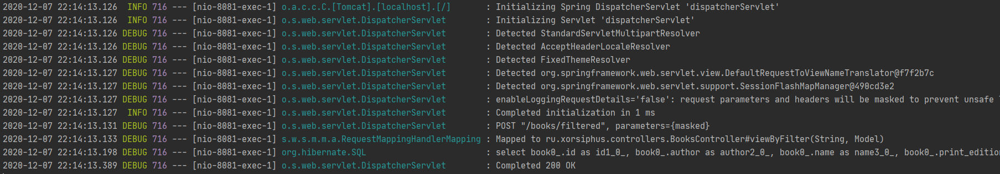 2020-12-07 22:14:13.126  INFO 716 --- [nio-8081-exec-1] o.a.c.c.C.[Tomcat].[localhost].[/]       : Initializing Spring DispatcherServlet 'dispatcherServlet'
2020-12-07 22:14:13.126  INFO 716 --- [nio-8081-exec-1] o.s.web.servlet.DispatcherServlet        : Initializing Servlet 'dispatcherServlet'
2020-12-07 22:14:13.126 DEBUG 716 --- [nio-8081-exec-1] o.s.web.servlet.DispatcherServlet        : Detected StandardServletMultipartResolver
2020-12-07 22:14:13.126 DEBUG 716 --- [nio-8081-exec-1] o.s.web.servlet.DispatcherServlet        : Detected AcceptHeaderLocaleResolver
2020-12-07 22:14:13.126 DEBUG 716 --- [nio-8081-exec-1] o.s.web.servlet.DispatcherServlet        : Detected FixedThemeResolver
2020-12-07 22:14:13.127 DEBUG 716 --- [nio-8081-exec-1] o.s.web.servlet.DispatcherServlet        : Detected org.springframework.web.servlet.view.DefaultRequestToViewNameTranslator@f7f2b7c
2020-12-07 22:14:13.127 DEBUG 716 --- [nio-8081-exec-1] o.s.web.servlet.DispatcherServlet        : Detected org.springframework.web.servlet.support.SessionFlashMapManager@490cd3e2
2020-12-07 22:14:13.127 DEBUG 716 --- [nio-8081-exec-1] o.s.web.servlet.DispatcherServlet        : enableLoggingRequestDetails='false': request parameters and headers will be masked to prevent unsafe
2020-12-07 22:14:13.127  INFO 716 --- [nio-8081-exec-1] o.s.web.servlet.DispatcherServlet        : Completed initialization in 1 ms
2020-12-07 22:14:13.131 DEBUG 716 --- [nio-8081-exec-1] o.s.web.servlet.DispatcherServlet        : POST "/books/filtered", parameters={masked}
2020-12-07 22:14:13.133 DEBUG 716 --- [nio-8081-exec-1] s.w.s.m.m.a.RequestMappingHandlerMapping : Mapped to ru.xorsiphus.controllers.BooksController#viewByFilter(String, Model)
2020-12-07 22:14:13.198 DEBUG 716 --- [nio-8081-exec-1] org.hibernate.SQL                        : select book0_.id as id1_0_, book0_.author as author2_0_, book0_.name as name3_0_, book0_.print_edition
2020-12-07 22:14:13.389 DEBUG 716 --- [nio-8081-exec-1] o.s.web.servlet.DispatcherServlet        : Completed 200 OK